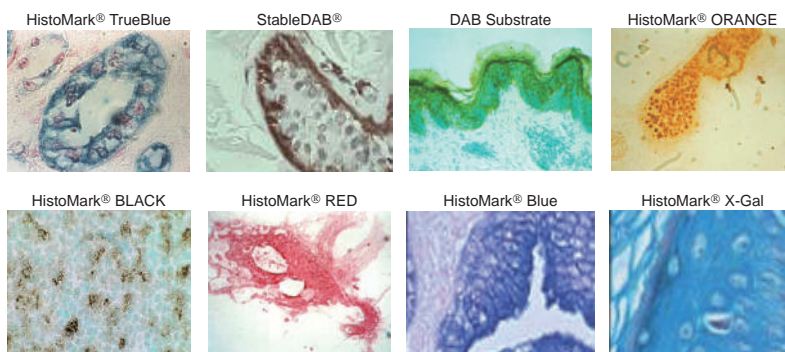 HistoMark® TrueBlue
StableDAB®
DAB Substrate
HistoMark® ORANGE
HistoMark® BLACK
HistoMark® RED
HistoMark® Blue
HistoMark® X-Gal